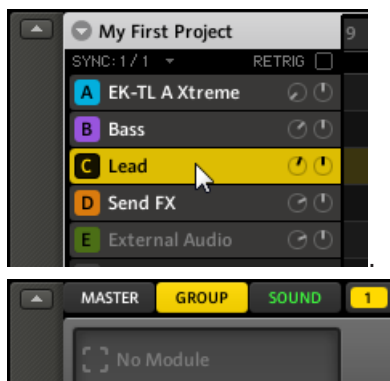 My First Project
9
SYNC: 1 / 1 RETRIG
A EK-TL A Xtreme
B Bass
C Lead
D Send FX
E External Audio
.
MASTER GROUP SOUND 1
No Module